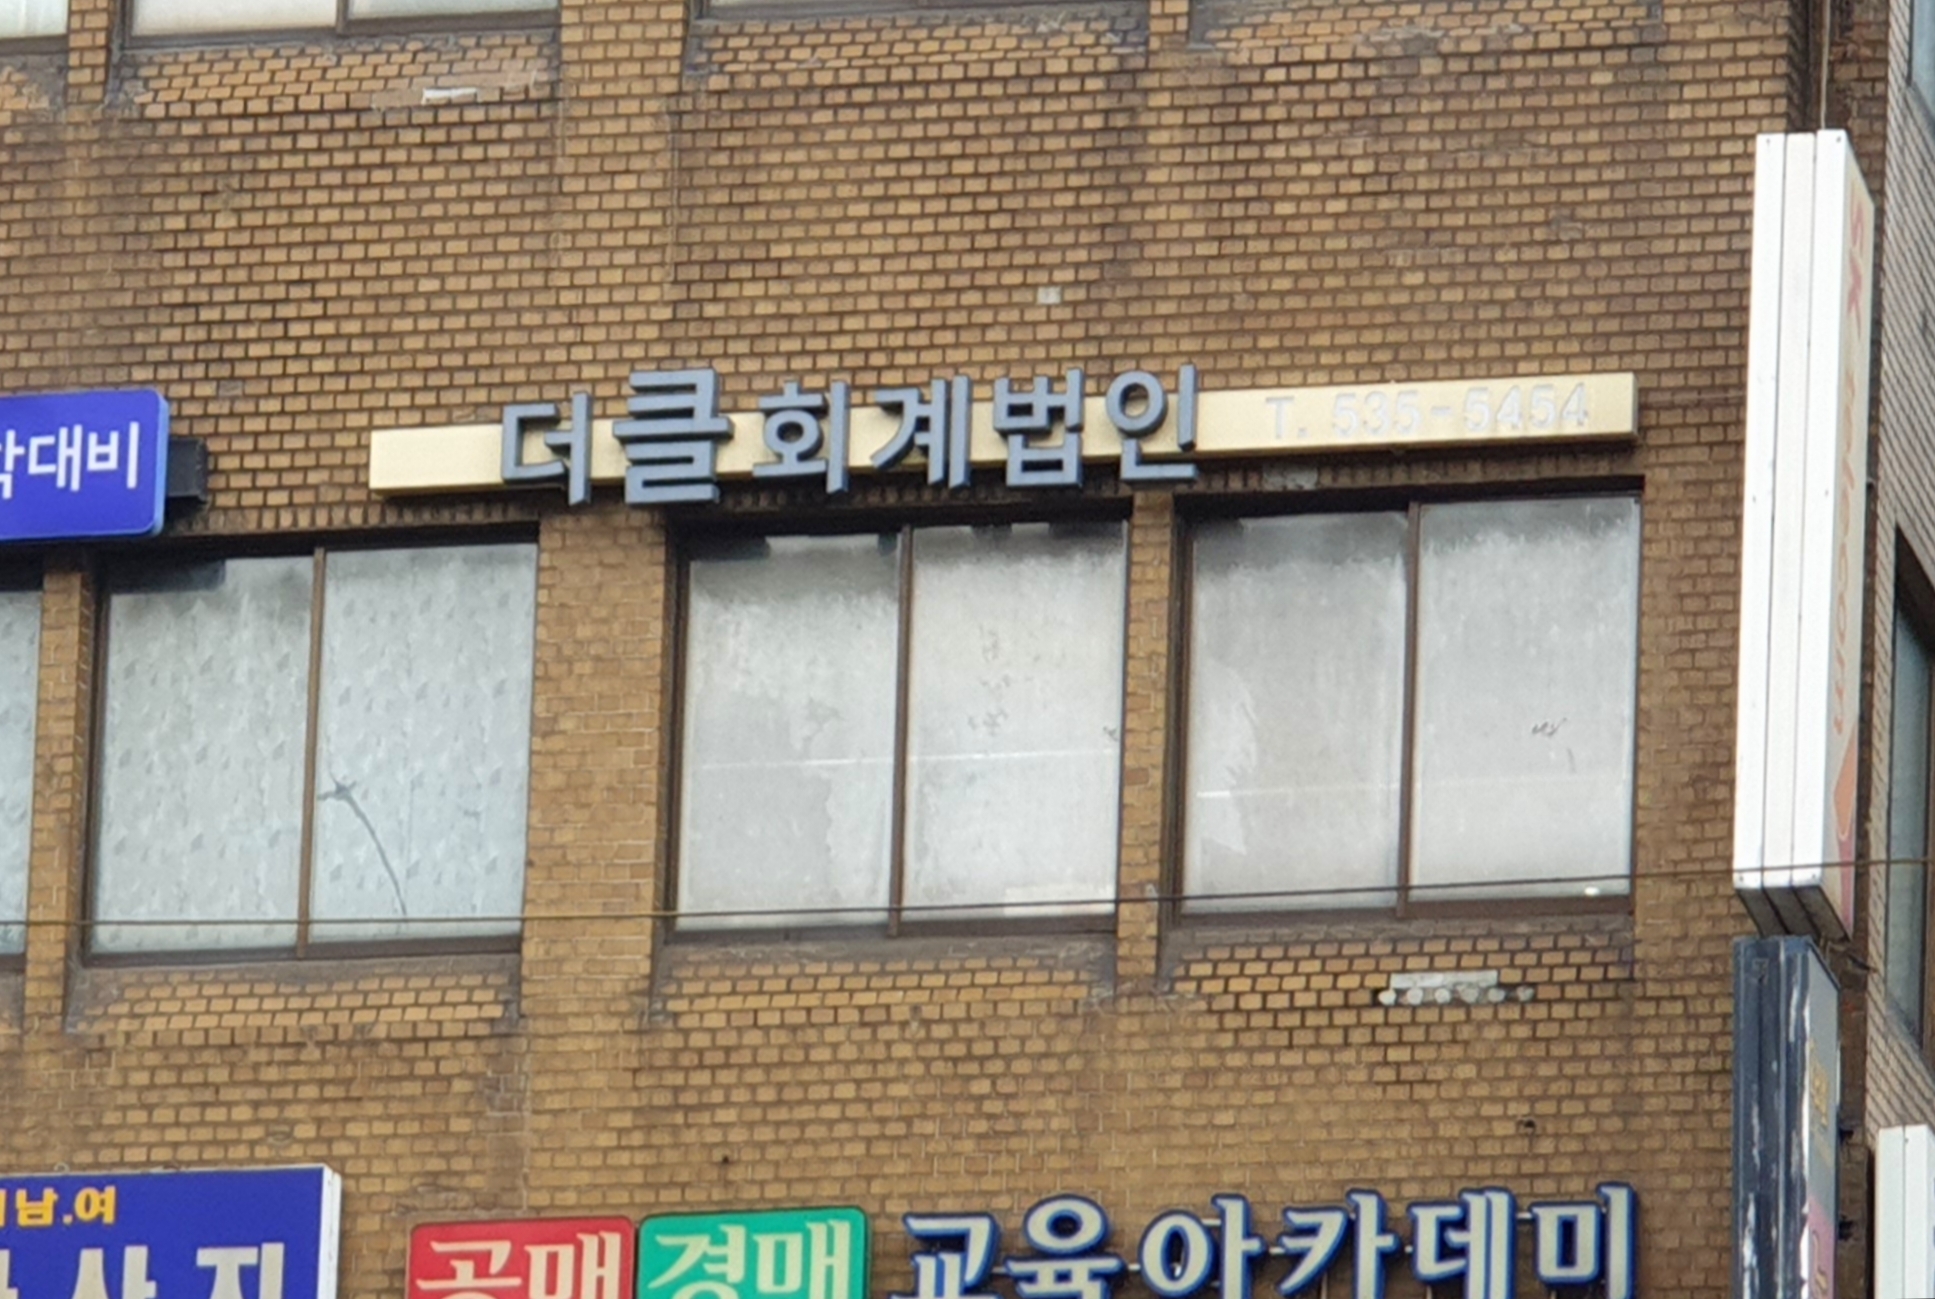 더클회계법인 T. 535-5454
대비
남.여
공매 경매 교육아카데미